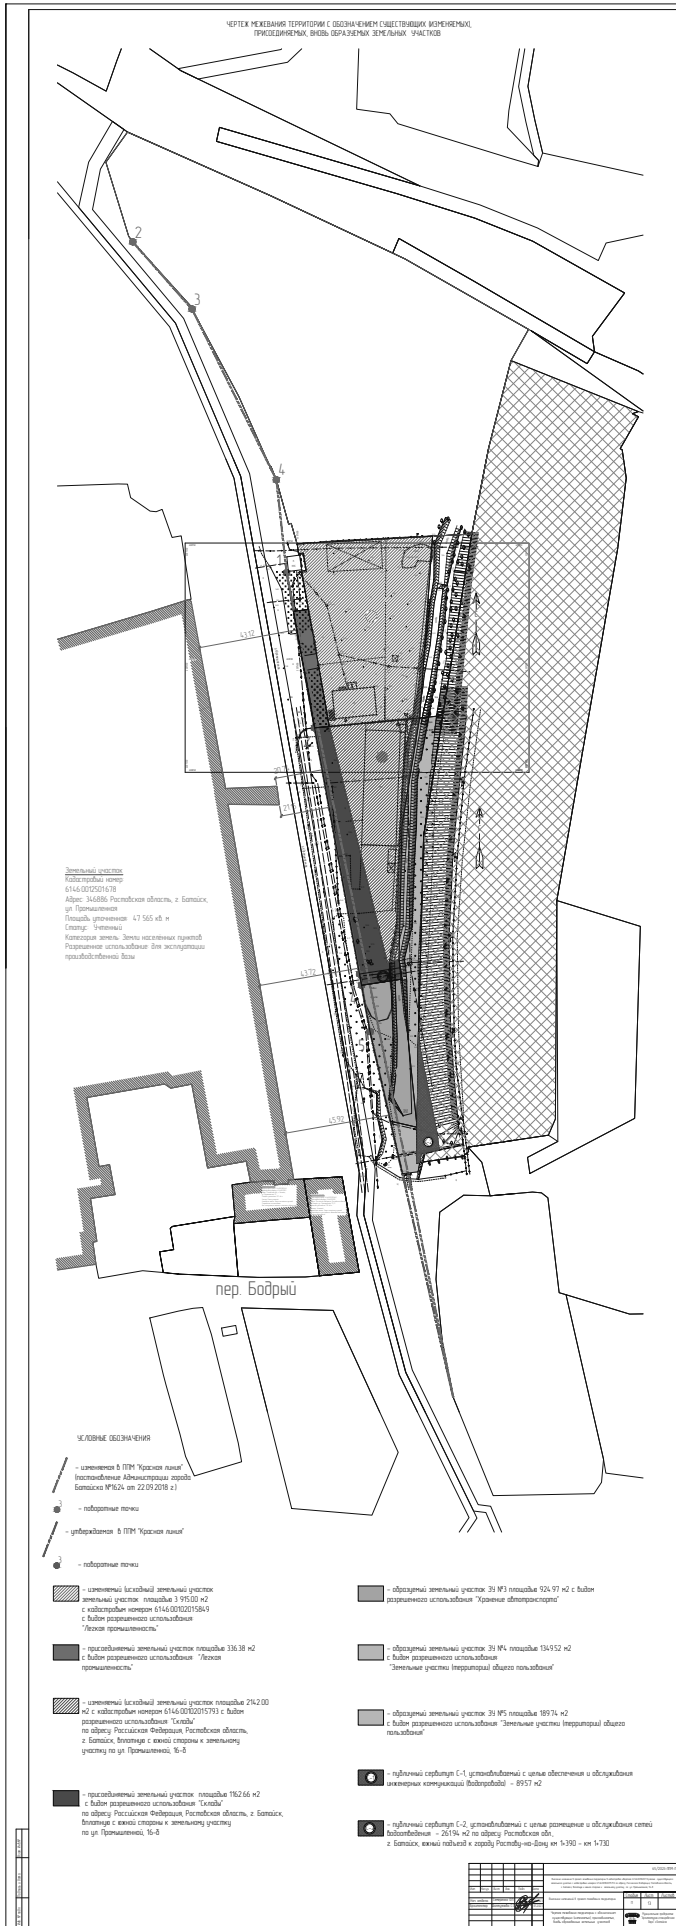 ЧЕРТЕЖ МЕЖЕВАНИЯ ТЕРРИТОРИИ С ОБОЗНАЧЕНИЕМ СУЩЕСТВУЮЩИХ (ИЗМЕНЯЕМЫХ),
ПРИСОЕДИНЯЕМЫХ, ВНОВЬ ОБРАЗУЕМЫХ ЗЕМЕЛЬНЫХ УЧАСТКОВ
2
3
4
43.12
Земельный участок
Кадастровый номер
61:46:0012501:678
Адрес: 346886 Ростовская область, г. Батайск,
ул. Промышленная
Площадь уточненная 47 565 кв. м
Статус: Учтенный
Категория земель: Земли населенных пунктов
Разрешенное использование: для эксплуатации
производственной базы
43.72
45.92
пер. Бодрый
УСЛОВНЫЕ ОБОЗНАЧЕНИЯ
- изменяемая в ППМ "Красная линия"
(постановление Администрации города
Батайска №1624 от 22.09.2018 г.)
3
- поворотные точки
- утверждаемая в ППМ "Красная линия"
3
- поворотные точки
- изменяемый (исходный) земельный участок
земельный участок площадью 3 915.00 м2
с кадастровым номером 61:46:0010201:5849
с видом разрешенного использования
"Легкая промышленность"
- присоединяемый земельный участок площадью 336.38 м2
с видом разрешенного использования "Легкая
промышленность"
- изменяемый (исходный) земельный участок площадью 2142.00
м2 с кадастровым номером 61:46:0010201:5793 с видом
разрешенного использования "Склады"
по адресу: Российская Федерация, Ростовская область,
г. Батайск, вплотную с южной стороны к земельному
участку по ул. Промышленной, 16-в
- присоединяемый земельный участок площадью 1162.66 м2
с видом разрешенного использования "Склады"
по адресу: Российская Федерация, Ростовская область, г. Батайск,
вплотную с южной стороны к земельному участку
по ул. Промышленной, 16-в
- образуемый земельный участок ЗУ №3 площадью 924.97 м2 с видом
разрешенного использования "Хранение автотранспорта"
- образуемый земельный участок ЗУ №4 площадью 1349.52 м2
с видом разрешенного использования
"Земельные участки (территории) общего пользования"
- образуемый земельный участок ЗУ №5 площадью 189.74 м2
с видом разрешенного использования "Земельные участки (территории) общего
пользования"
- публичный сервитут С-1, устанавливаемый с целью обеспечения и обслуживания
инженерных коммуникаций (водопровода) - 89.57 м2
- публичный сервитут С-2, устанавливаемый с целью размещение и обслуживания сетей
водоотведения - 261.94 м2 по адресу: Ростовская обл.,
г. Батайск, южный подъезд к городу Ростову-на-Дону км 1+390 - км 1+730